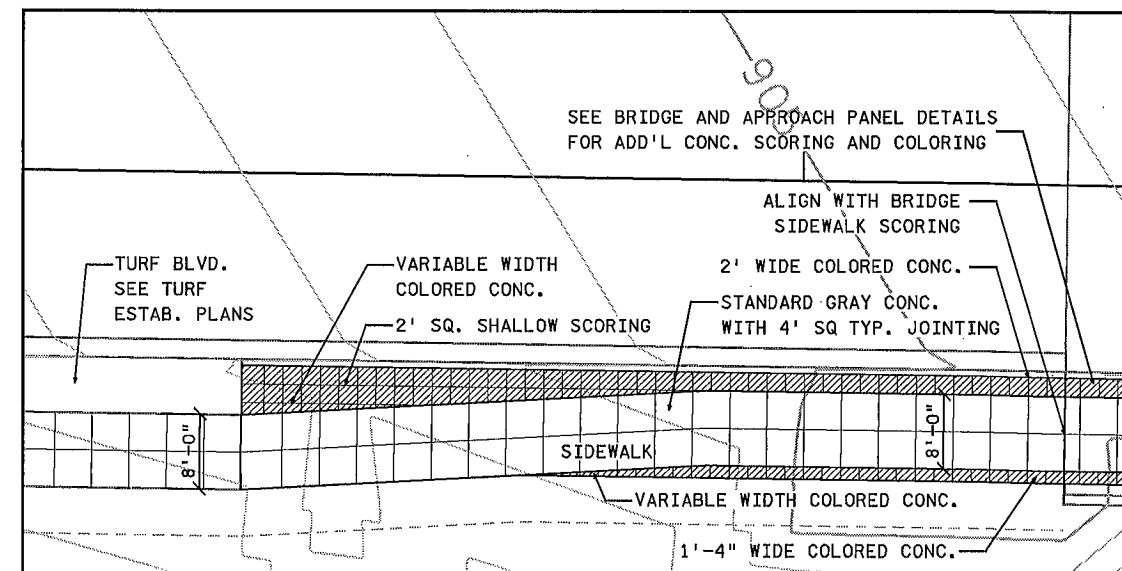 905
SEE BRIDGE AND APPROACH PANEL DETAILS
FOR ADD'L CONC. SCORING AND COLORING
ALIGN WITH BRIDGE
SIDEWALK SCORING
TURF BLVD.
SEE TURF
ESTAB. PLANS
VARIABLE WIDTH
COLORED CONC.
2' WIDE COLORED CONC.
2' SQ. SHALLOW SCORING
STANDARD GRAY CONC.
WITH 4' SQ TYP. JOINTING
8'-0"
8'-0"
SIDEWALK
VARIABLE WIDTH COLORED CONC.
1'-4" WIDE COLORED CONC.